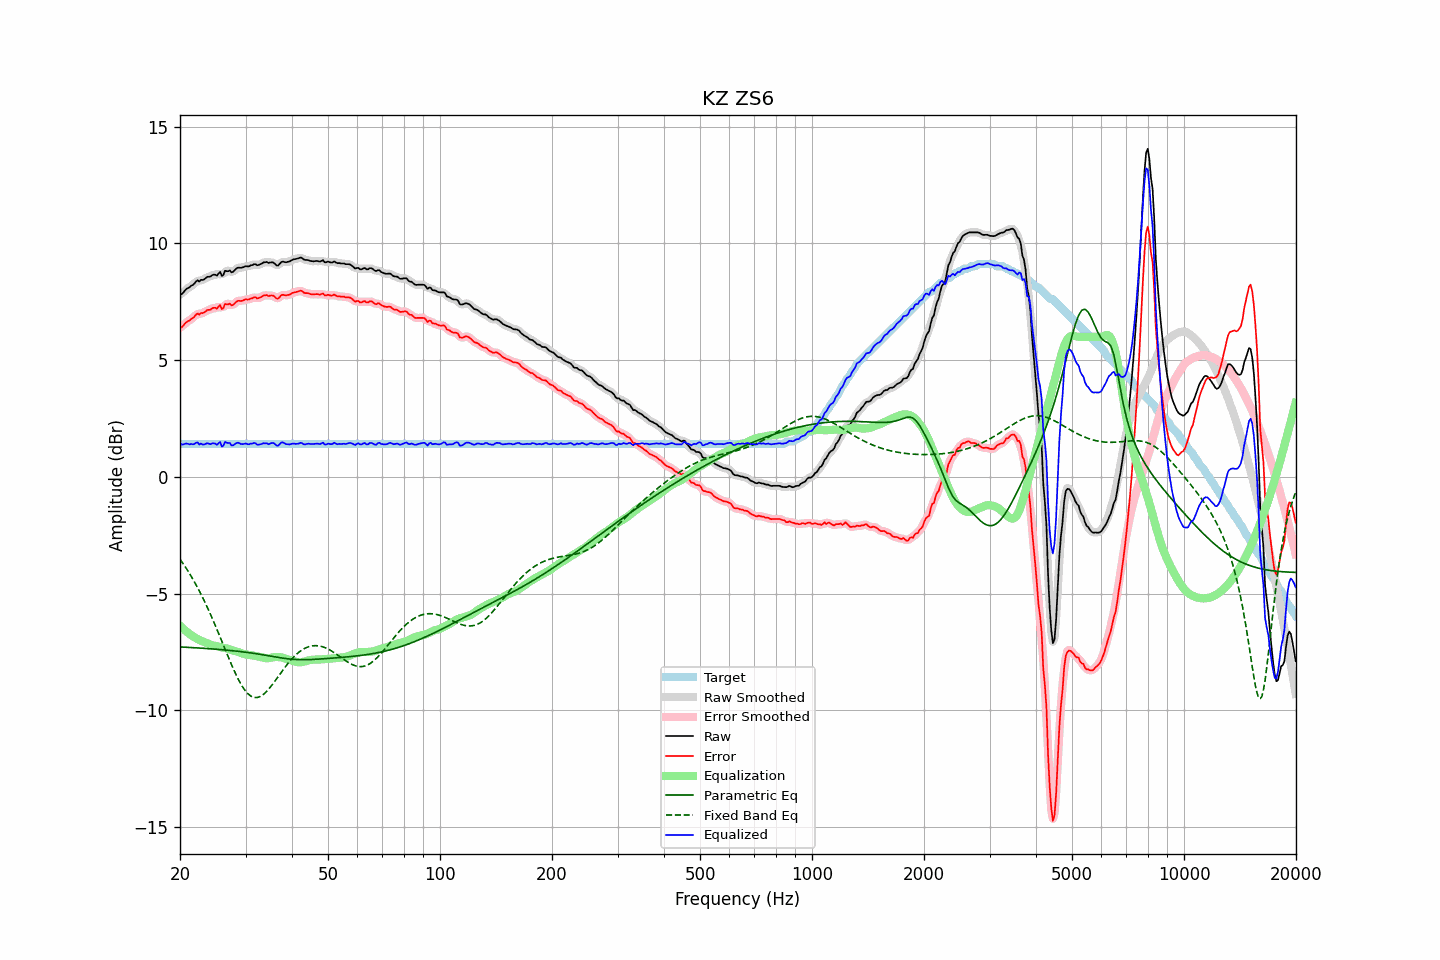 KZ ZS6
15
10
5
0
−5
−10
−15
Amplitude (dBr)
20
50
100
200
500
1000
2000
5000
10000
20000
Frequency (Hz)
Target
Raw Smoothed
Error Smoothed
Raw
Error
Equalization
Parametric Eq
Fixed Band Eq
Equalized